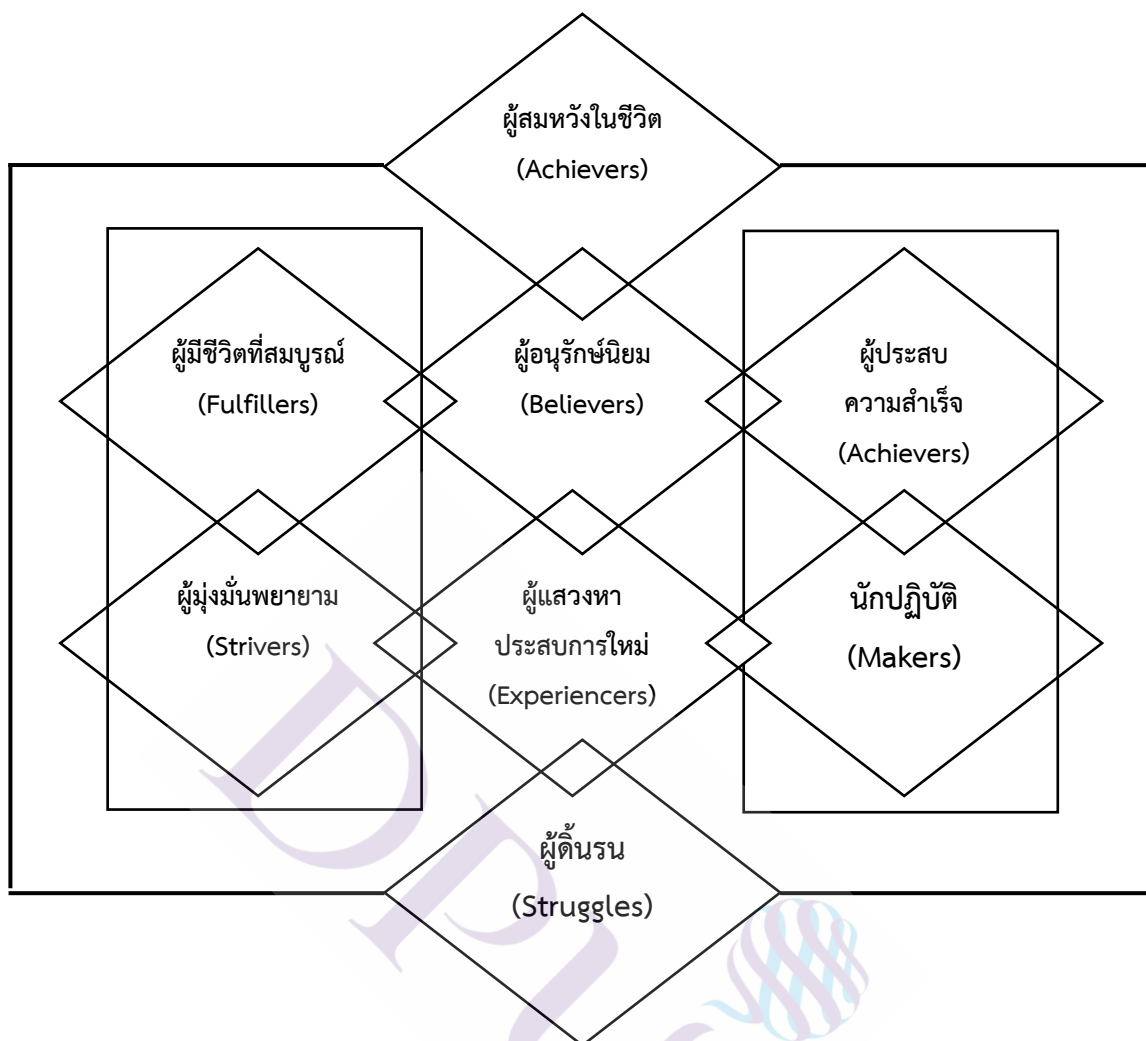 ผู้สมหวังในชีวิต
(Achievers)
ผู้มีชีวิตที่สมบูรณ์
(Fulfillers)
ผู้อนุรักษ์นิยม
(Believers)
ผู้ประสบ
ความสำเร็จ
(Achievers)
ผู้มุ่งมั่นพยายาม
(Strivers)
ผู้แสวงหา
ประสบการใหม่
(Experiencers)
นักปฏิบัติ
(Makers)
ผู้ดิ้นรน
(Struggles)
DPU